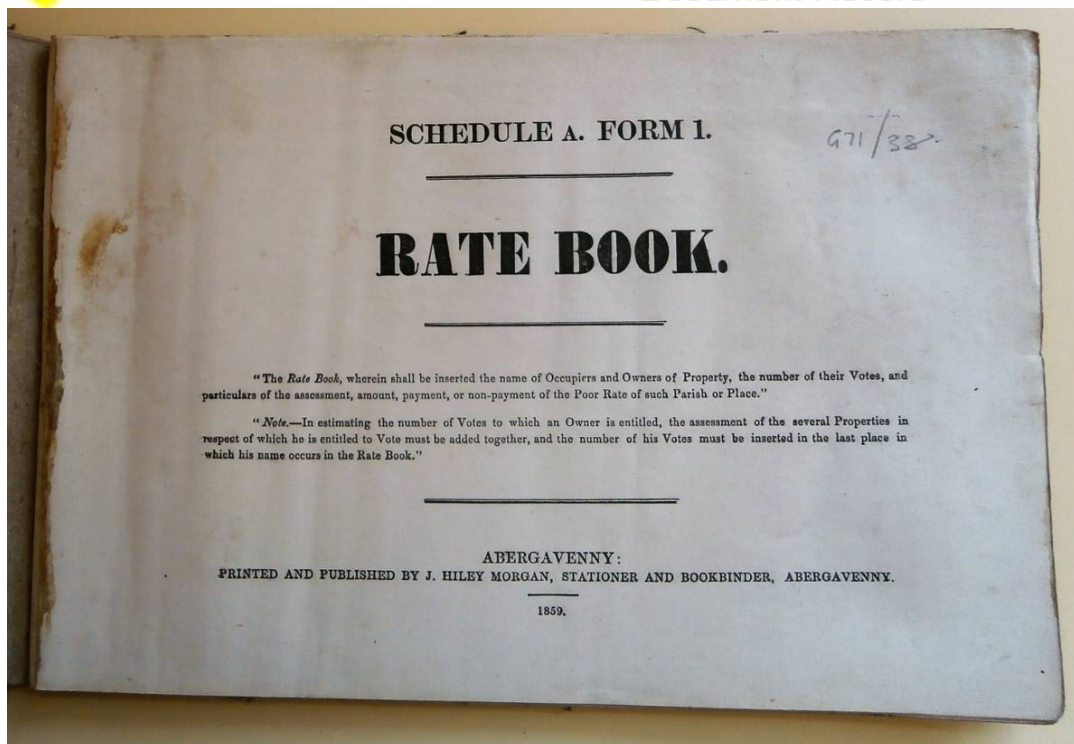 SCHEDULE A. FORM 1.
G71/38.
RATE BOOK.
"The Rate Book, wherein shall be inserted the name of Occupiers and Owners of Property, the number of their Votes, and
particulars of the assessment, amount, payment, or non-payment of the Poor Rate of such Parish or Place."
"Note.—In estimating the number of Votes to which an Owner is entitled, the assessment of the several Properties in
respect of which he is entitled to Vote must be added together, and the number of his Votes must be inserted in the last place in
which his name occurs in the Rate Book."
ABERGAVENNY:
PRINTED AND PUBLISHED BY J. HILEY MORGAN, STATIONER AND BOOKBINDER, ABERGAVENNY.
1859.